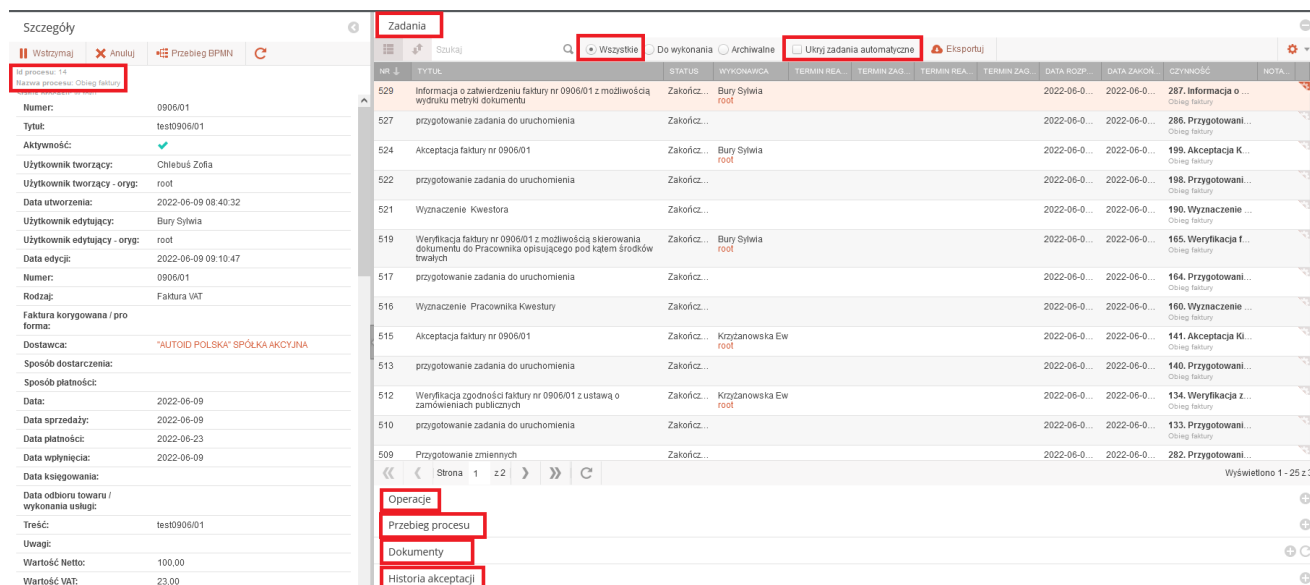 Szczegóły
Wstrzymaj Anuluj Przebieg BPMN
Id procesu: 14
Nazwa procesu: Obieg faktury
Numer: 0906/01
Tytuł: test0906/01
Aktywność:
Użytkownik tworzący: Chlebuś Zofia
Użytkownik tworzący - oryg: root
Data utworzenia: 2022-06-09 08:40:32
Użytkownik edytujący: Bury Sylwia
Użytkownik edytujący - oryg: root
Data edycji: 2022-06-09 09:10:47
Numer: 0906/01
Rodzaj: Faktura VAT
Faktura korygowana / pro
forma:
Dostawca: "AUTOID POLSKA" SPÓŁKA AKCYJNA
Sposób dostarczenia:
Sposób płatności:
Data: 2022-06-09
Data sprzedaży: 2022-06-09
Data płatności: 2022-06-23
Data wpłynięcia: 2022-06-09
Data księgowania:
Data odbioru towaru /
wykonania usługi:
Treść: test0906/01
Uwagi:
Wartość Netto: 100,00
Wartość VAT: 23,00
Zadania
Szukaj Wszystkie Do wykonania Archiwalne Ukryj zadania automatyczne Eksportuj
NR TYTUŁ STATUS WYKONAWCA TERMIN REA... TERMIN ZAG... TERMIN REA... TERMIN ZAG... DATA ROZP... DATA ZAKOŃ... CZYNNOŚĆ NOTA...
529 Informacja o zatwierdzeniu faktury nr 0906/01 z możliwością Zakończ... Bury Sylwia 2022-06-0... 2022-06-0... 287. Informacja o ...
wydruku metryki dokumentu root Obieg faktury
527 przygotowanie zadania do uruchomienia Zakończ... 2022-06-0... 2022-06-0... 286. Przygotowani...
Obieg faktury
524 Akceptacja faktury nr 0906/01 Zakończ... Bury Sylwia 2022-06-0... 2022-06-0... 199. Akceptacja K...
root Obieg faktury
522 przygotowanie zadania do uruchomienia Zakończ... 2022-06-0... 2022-06-0... 198. Przygotowani...
Obieg faktury
521 Wyznaczenie Kwestora Zakończ... 2022-06-0... 2022-06-0... 190. Wyznaczenie ...
Obieg faktury
519 Weryfikacja faktury nr 0906/01 z możliwością skierowania Zakończ... Bury Sylwia 2022-06-0... 2022-06-0... 165. Weryfikacja f...
dokumentu do Pracownika opisującego pod kątem środków root Obieg faktury
trwałych
517 przygotowanie zadania do uruchomienia Zakończ... 2022-06-0... 2022-06-0... 164. Przygotowani...
Obieg faktury
516 Wyznaczenie Pracownika Kwestury Zakończ... 2022-06-0... 2022-06-0... 160. Wyznaczenie ...
Obieg faktury
515 Akceptacja faktury nr 0906/01 Zakończ... Krzyżanowska Ew 2022-06-0... 2022-06-0... 141. Akceptacja Ki...
root Obieg faktury
513 przygotowanie zadania do uruchomienia Zakończ... 2022-06-0... 2022-06-0... 140. Przygotowani...
Obieg faktury
512 Weryfikacja zgodności faktury nr 0906/01 z ustawą o Zakończ... Krzyżanowska Ew 2022-06-0... 2022-06-0... 134. Weryfikacja z...
zamówieniach publicznych root Obieg faktury
510 przygotowanie zadania do uruchomienia Zakończ... 2022-06-0... 2022-06-0... 133. Przygotowani...
Obieg faktury
509 Przygotowanie zmiennych Zakończ... 2022-06-0... 2022-06-0... 282. Przygotowani...
Strona 1 z 2 Wyświetlono 1 - 25 z
Operacje
Przebieg procesu
Dokumenty
Historia akceptacji